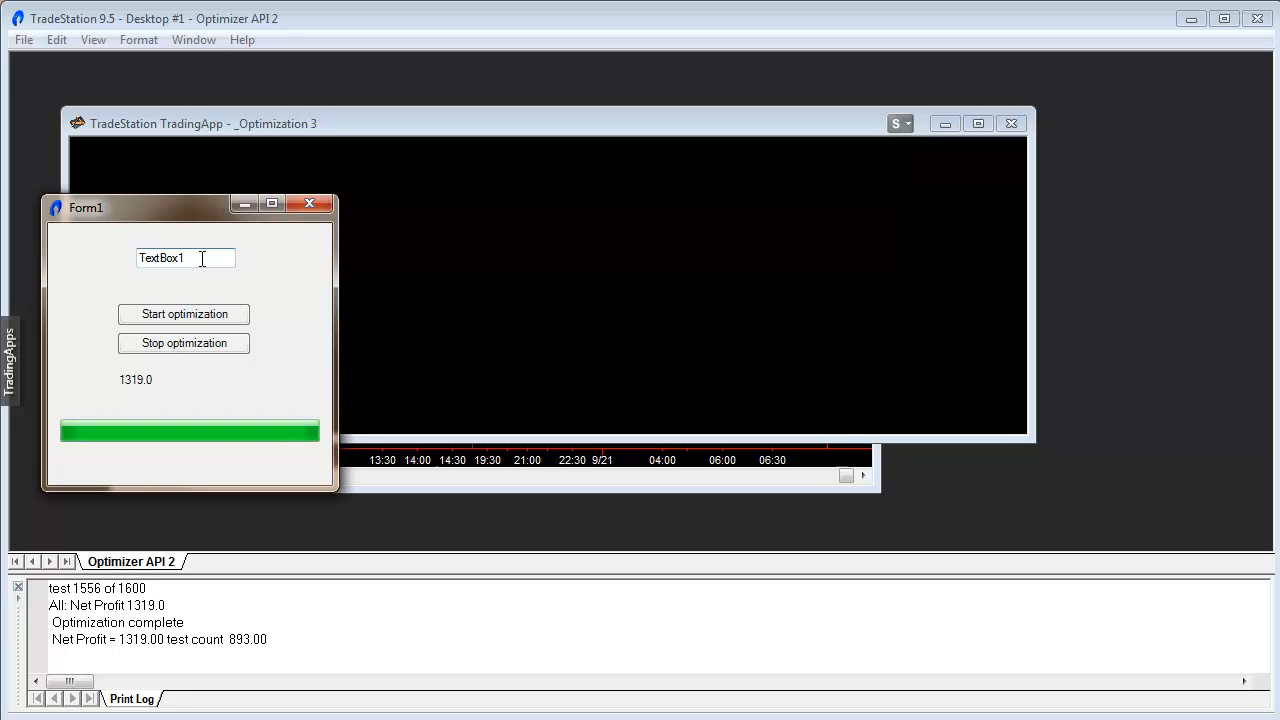 TradeStation 9.5 - Desktop #1 - Optimizer API 2
File Edit View Format Window Help
TradeStation TradingApp - _Optimization 3
S
Form1
TextBox1
Start optimization
Stop optimization
1319.0
TradingApps
13:30 14:00 14:30 19:30 21:00 22:30 9/21 04:00 06:00 06:30
Optimizer API 2
test 1556 of 1600
All: Net Profit 1319.0
Optimization complete
Net Profit = 1319.00 test count 893.00
Print Log